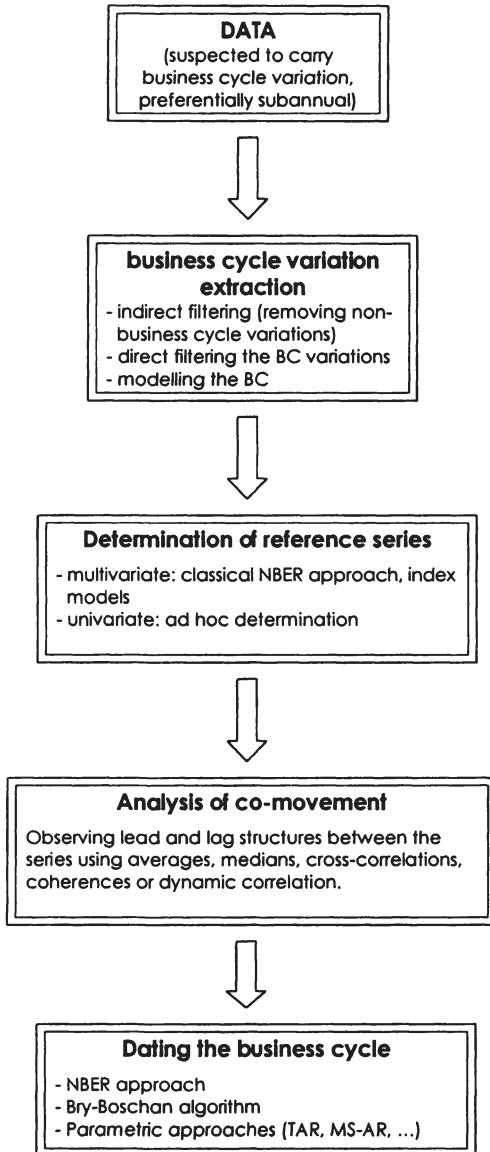 DATA
(suspected to carry
business cycle variation,
preferentially subannual)
business cycle variation
extraction
- indirect filtering (removing non-
business cycle variations)
- direct filtering the BC variations
- modelling the BC
Determination of reference series
- multivariate: classical NBER approach, index
models
- univariate: ad hoc determination
Analysis of co-movement
Observing lead and lag structures between the
series using averages, medians, cross-correlations,
coherences or dynamic correlation.
Dating the business cycle
- NBER approach
- Bry-Boschan algorithm
- Parametric approaches (TAR, MS-AR, ...)